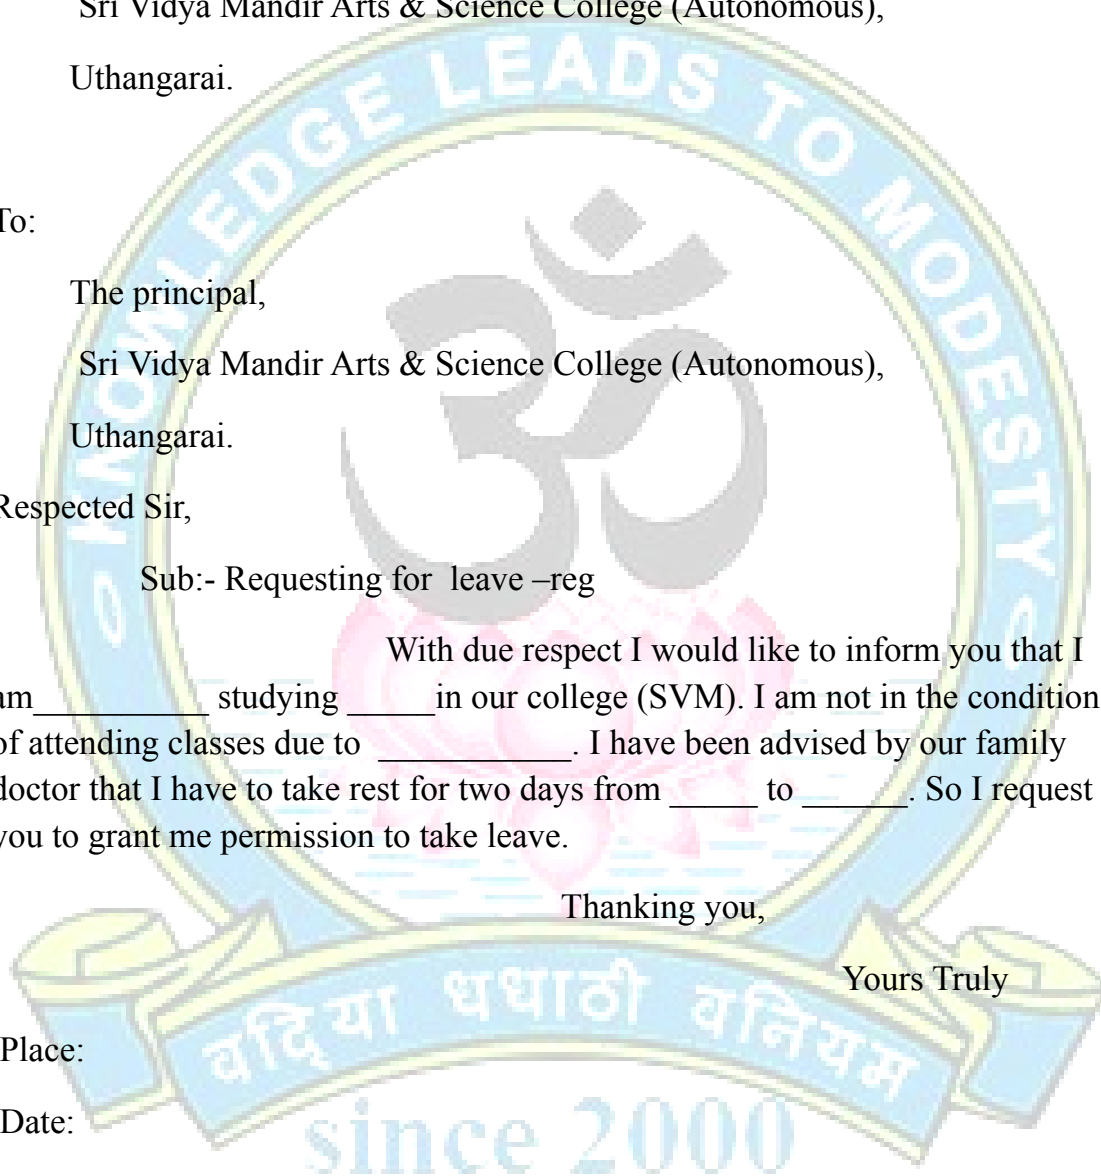 Sri Vidya Mandir Arts & Science College (Autonomous),
Uthangarai.
To:
The principal,
Sri Vidya Mandir Arts & Science College (Autonomous),
Uthangarai.
Respected Sir,
Sub:- Requesting for leave –reg
With due respect I would like to inform you that I
am__________ studying _____in our college (SVM). I am not in the condition
of attending classes due to ___________. I have been advised by our family
doctor that I have to take rest for two days from _____ to ______. So I request
you to grant me permission to take leave.
Thanking you,
Yours Truly
Place:
Date:
KNOWLEDGE LEADS TO MODESTY
ॐ
वद्िया धधाठी वनियम
since 2000